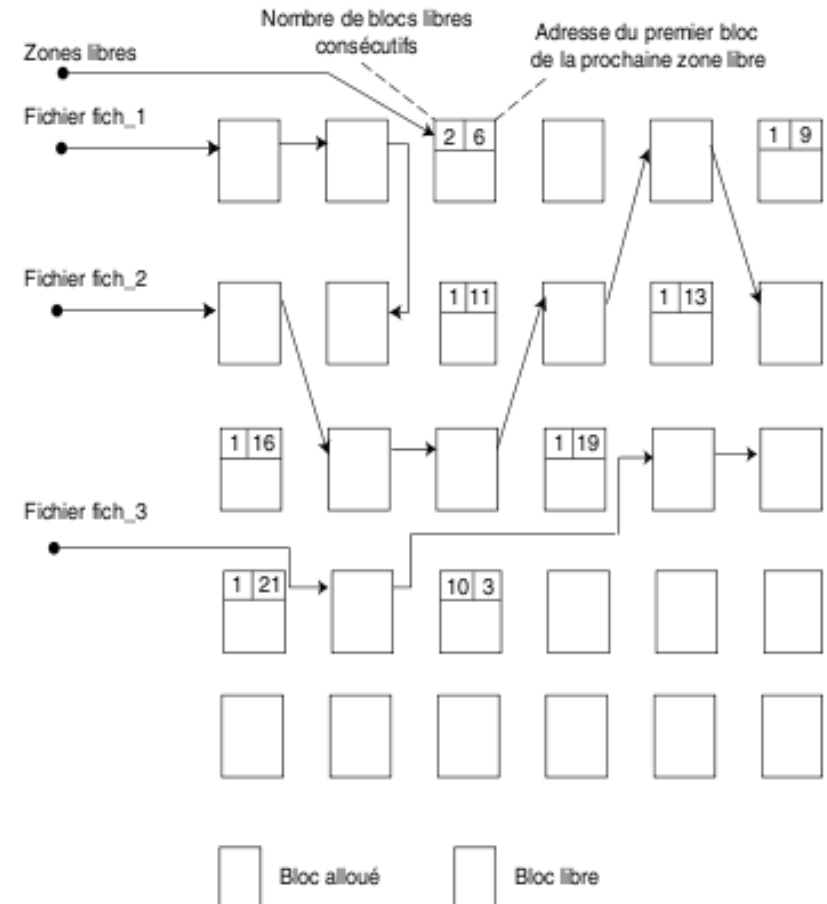 Nombre de blocs libres
consécutifs
Adresse du premier bloc
de la prochaine zone libre
Zones libres
Fichier fich_1
2 6
1 9
Fichier fich_2
1 11
1 13
1 16
1 19
Fichier fich_3
1 21
10 3
Bloc alloué
Bloc libre